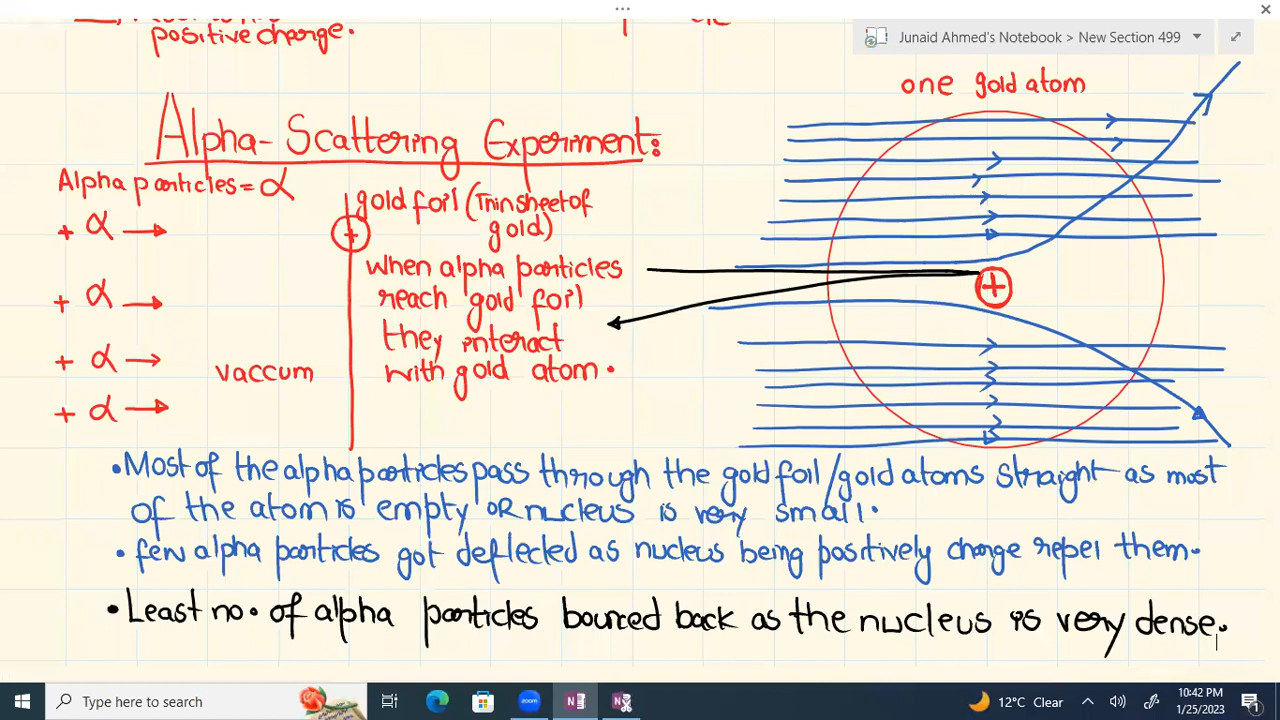 ...
Junaid Ahmed's Notebook > New Section 499
positive charge.
one gold atom
Alpha-Scattering Experiment:
Alpha particles = α
gold foil (Thin sheet of
gold)
+ α →
+
when alpha particles
reach gold foil
+ α →
they interact
with gold atom.
+ α →
vaccum
+ α →
+
•Most of the alpha particles pass through the gold foil/gold atoms straight as most
of the atom is empty OR nucleus is very small.
• few alpha particles got deflected as nucleus being positively charge repel them.
• Least no. of alpha particles bounced back as the nucleus is very dense.
Type here to search
zoom
12°C Clear
10:42 PM
1/25/2023
1